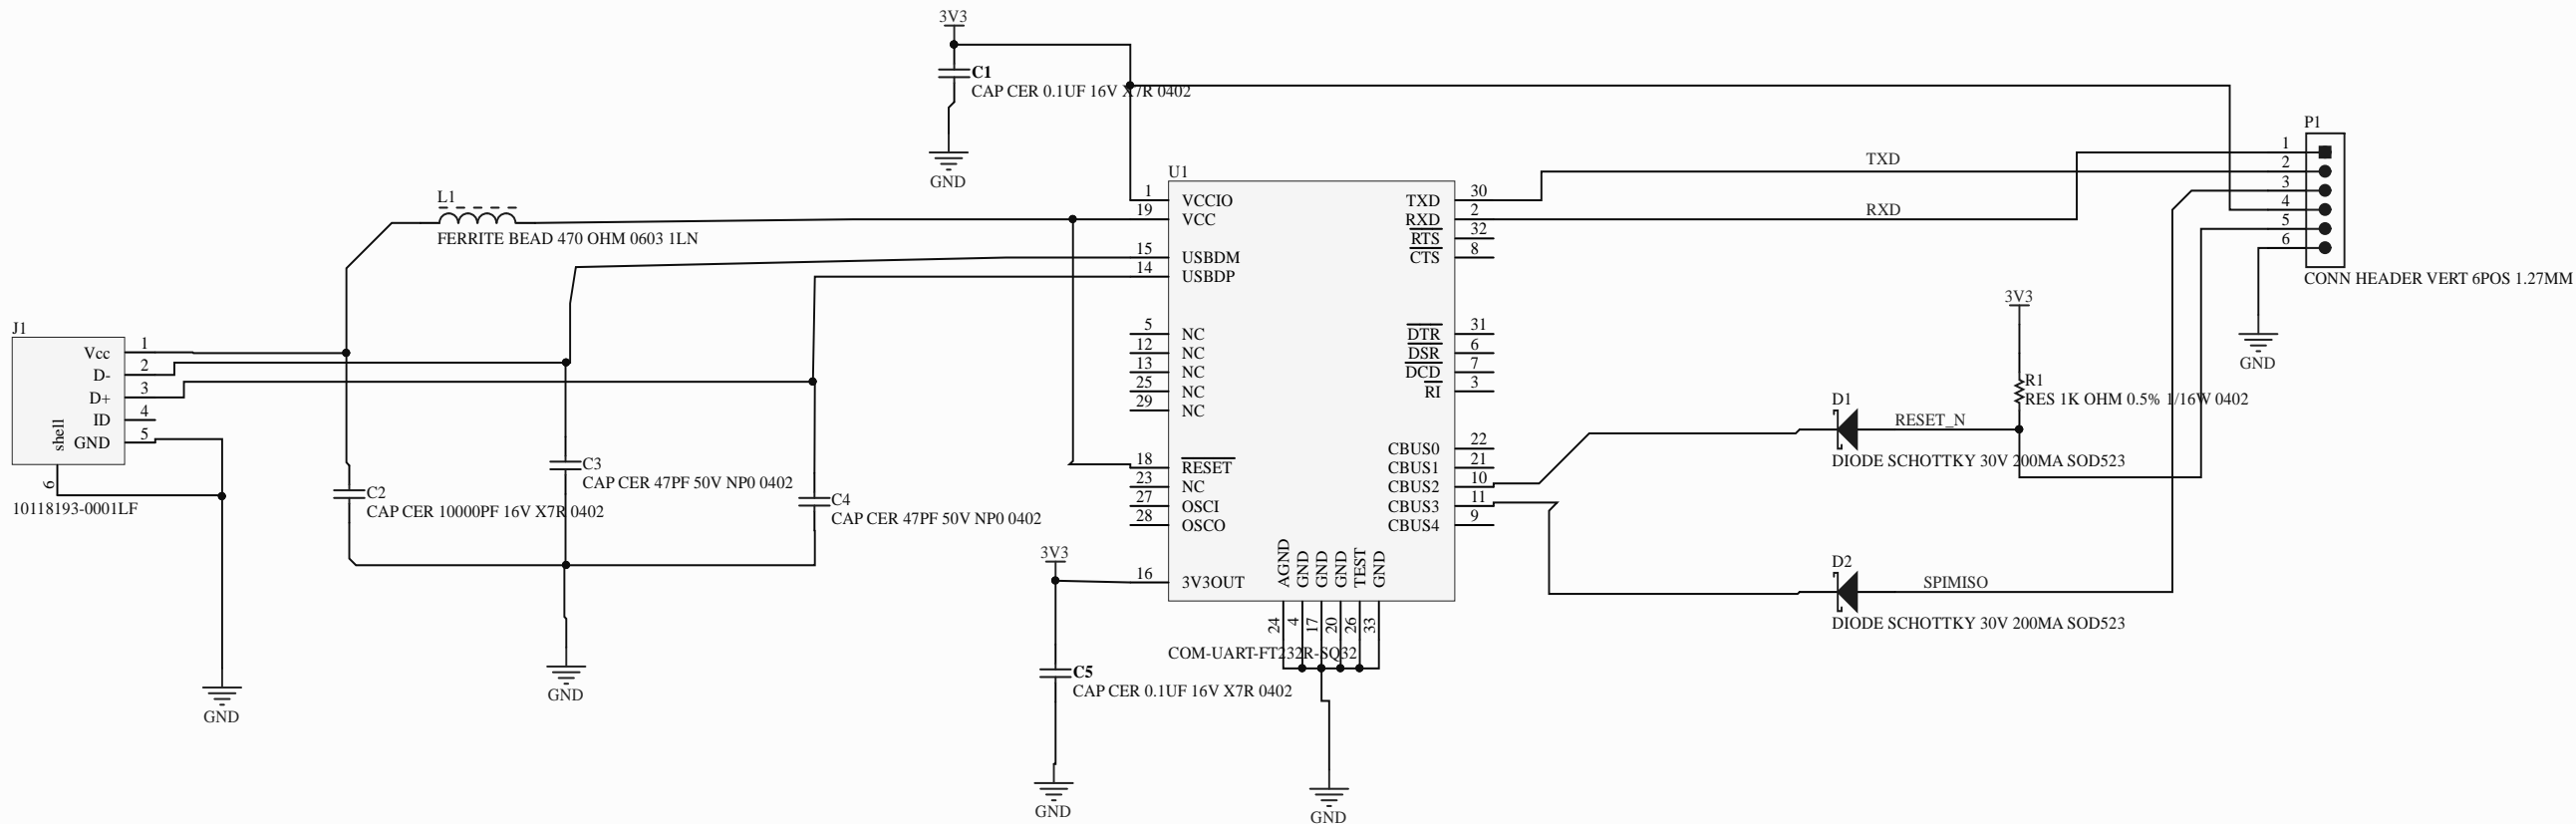 3V3
C1
CAP CER 0.1UF 16V X7R 0402
GND
P1
1
2
3
4
5
6
CONN HEADER VERT 6POS 1.27MM
GND
TXD
RXD
L1
FERRITE BEAD 470 OHM 0603 1LN
U1
1 VCCIO
19 VCC
15 USBDM
14 USBDP
5 NC
12 NC
13 NC
25 NC
29 NC
18 RESET
23 NC
27 OSCI
28 OSCO
16 3V3OUT
TXD 30
RXD 2
RTS 32
CTS 8
DTR 31
DSR 6
DCD 7
RI 3
CBUS0 22
CBUS1 21
CBUS2 10
CBUS3 11
CBUS4 9
AGND 24
GND 4
GND 17
GND 20
TEST 26
GND 33
COM-UART-FT232R-SQ32
GND
J1
Vcc 1
D- 2
D+ 3
ID 4
GND 5
shell 6
10118193-0001LF
GND
C2
CAP CER 10000PF 16V X7R 0402
C3
CAP CER 47PF 50V NP0 0402
C4
CAP CER 47PF 50V NP0 0402
GND
3V3
C5
CAP CER 0.1UF 16V X7R 0402
GND
3V3
R1
RES 1K OHM 0.5% 1/16W 0402
D1
RESET_N
DIODE SCHOTTKY 30V 200MA SOD523
D2
SPIMISO
DIODE SCHOTTKY 30V 200MA SOD523